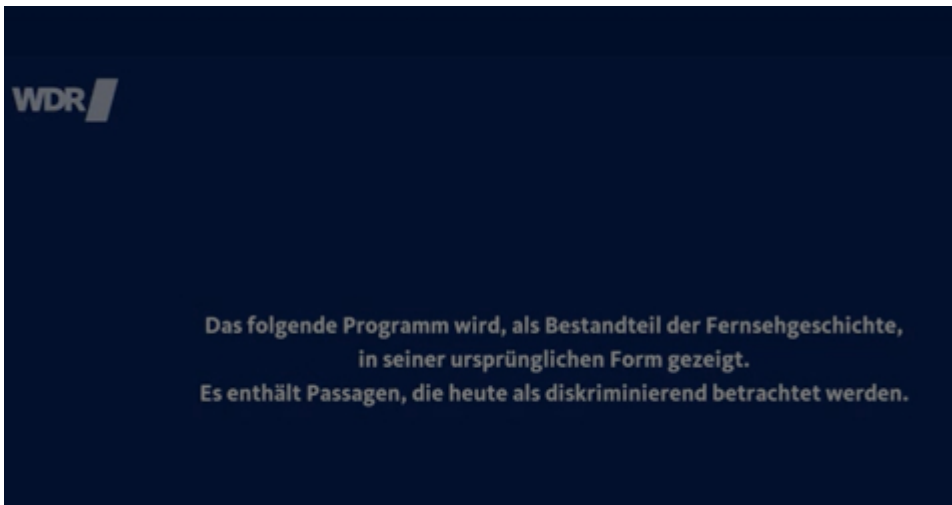 WDR
Das folgende Programm wird, als Bestandteil der Fernsehgeschichte,
in seiner ursprünglichen Form gezeigt.
Es enthält Passagen, die heute als diskriminierend betrachtet werden.